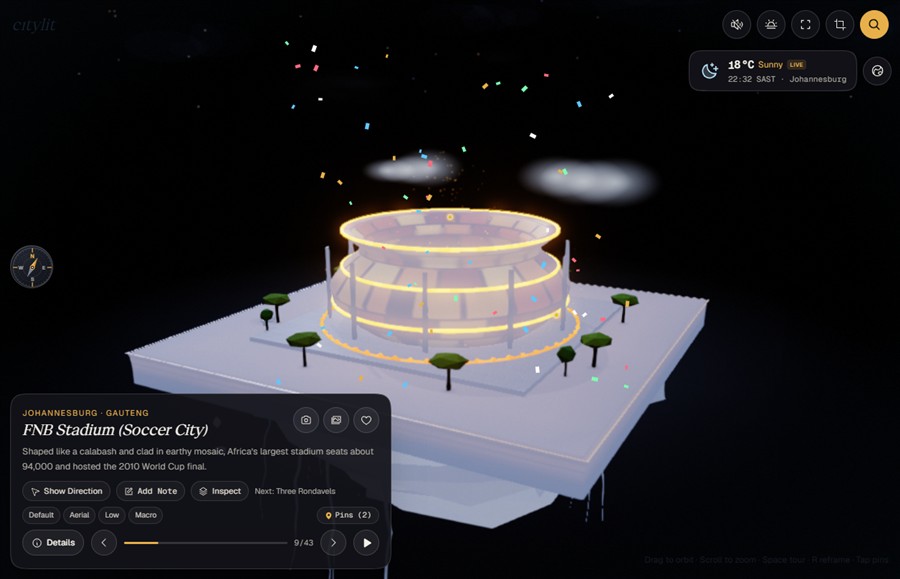 citylit
18°C Sunny LIVE
22:32 SAST · Johannesburg
N
W E
S
JOHANNESBURG · GAUTENG
FNB Stadium (Soccer City)
Shaped like a calabash and clad in earthy mosaic, Africa's largest stadium seats about
94,000 and hosted the 2010 World Cup final.
Show Direction Add Note Inspect Next: Three Rondavels
Default Aerial Low Macro Pins (2)
Details 9/43
Drag to orbit · Scroll to zoom · Space tour · R reframe · Tap pins